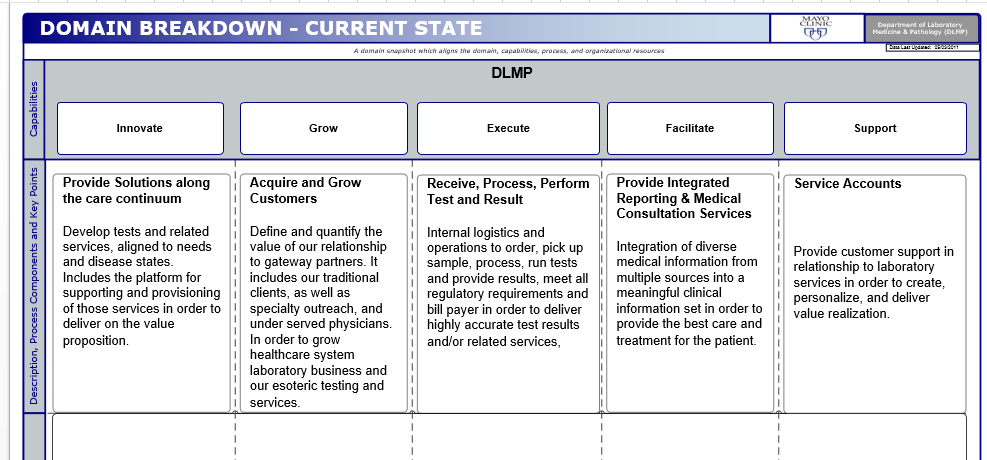 DOMAIN BREAKDOWN - CURRENT STATE
MAYO
CLINIC
Department of Laboratory
Medicine & Pathology (DLMP)
A domain snapshot which aligns the domain, capabilities, process, and organizational resources
Data Last Updated: 05/03/2011
DLMP
Capabilities
Innovate
Grow
Execute
Facilitate
Support
Description, Process Components and Key Points
Provide Solutions along
the care continuum
Develop tests and related
services, aligned to needs
and disease states.
Includes the platform for
supporting and provisioning
of those services in order to
deliver on the value
proposition.
Acquire and Grow
Customers
Define and quantify the
value of our relationship
to gateway partners. It
includes our traditional
clients, as well as
specialty outreach, and
under served physicians.
In order to grow
healthcare system
laboratory business and
our esoteric testing and
services.
Receive, Process, Perform
Test and Result
Internal logistics and
operations to order, pick up
sample, process, run tests
and provide results, meet all
regulatory requirements and
bill payer in order to deliver
highly accurate test results
and/or related services,
Provide Integrated
Reporting & Medical
Consultation Services
Integration of diverse
medical information from
multiple sources into a
meaningful clinical
information set in order to
provide the best care and
treatment for the patient.
Service Accounts
Provide customer support in
relationship to laboratory
services in order to create,
personalize, and deliver
value realization.